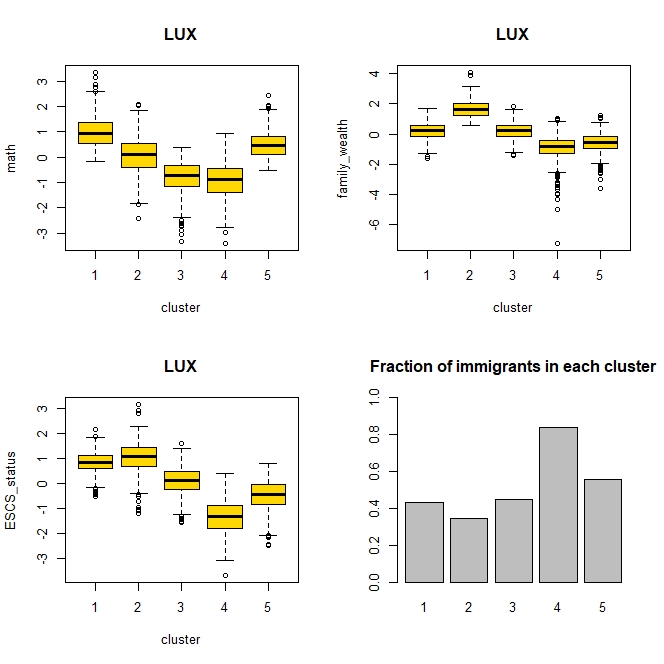 LUX
math
3
2
1
0
-1
-2
-3
1 2 3 4 5
cluster
LUX
family_wealth
4
2
0
-2
-4
-6
1 2 3 4 5
cluster
LUX
ESCS_status
3
2
1
0
-1
-2
-3
1 2 3 4 5
cluster
Fraction of immigrants in each cluster
1.0
0.8
0.6
0.4
0.2
0.0
1 2 3 4 5